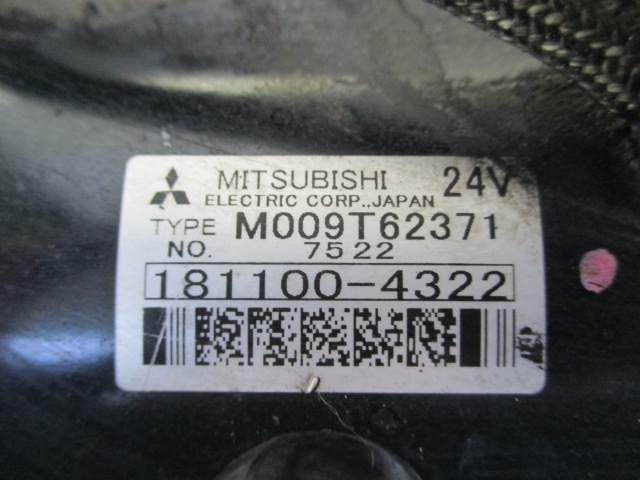 MITSUBISHI 24V
ELECTRIC CORP.,JAPAN
TYPE M009T62371
NO. 7522
181100-4322